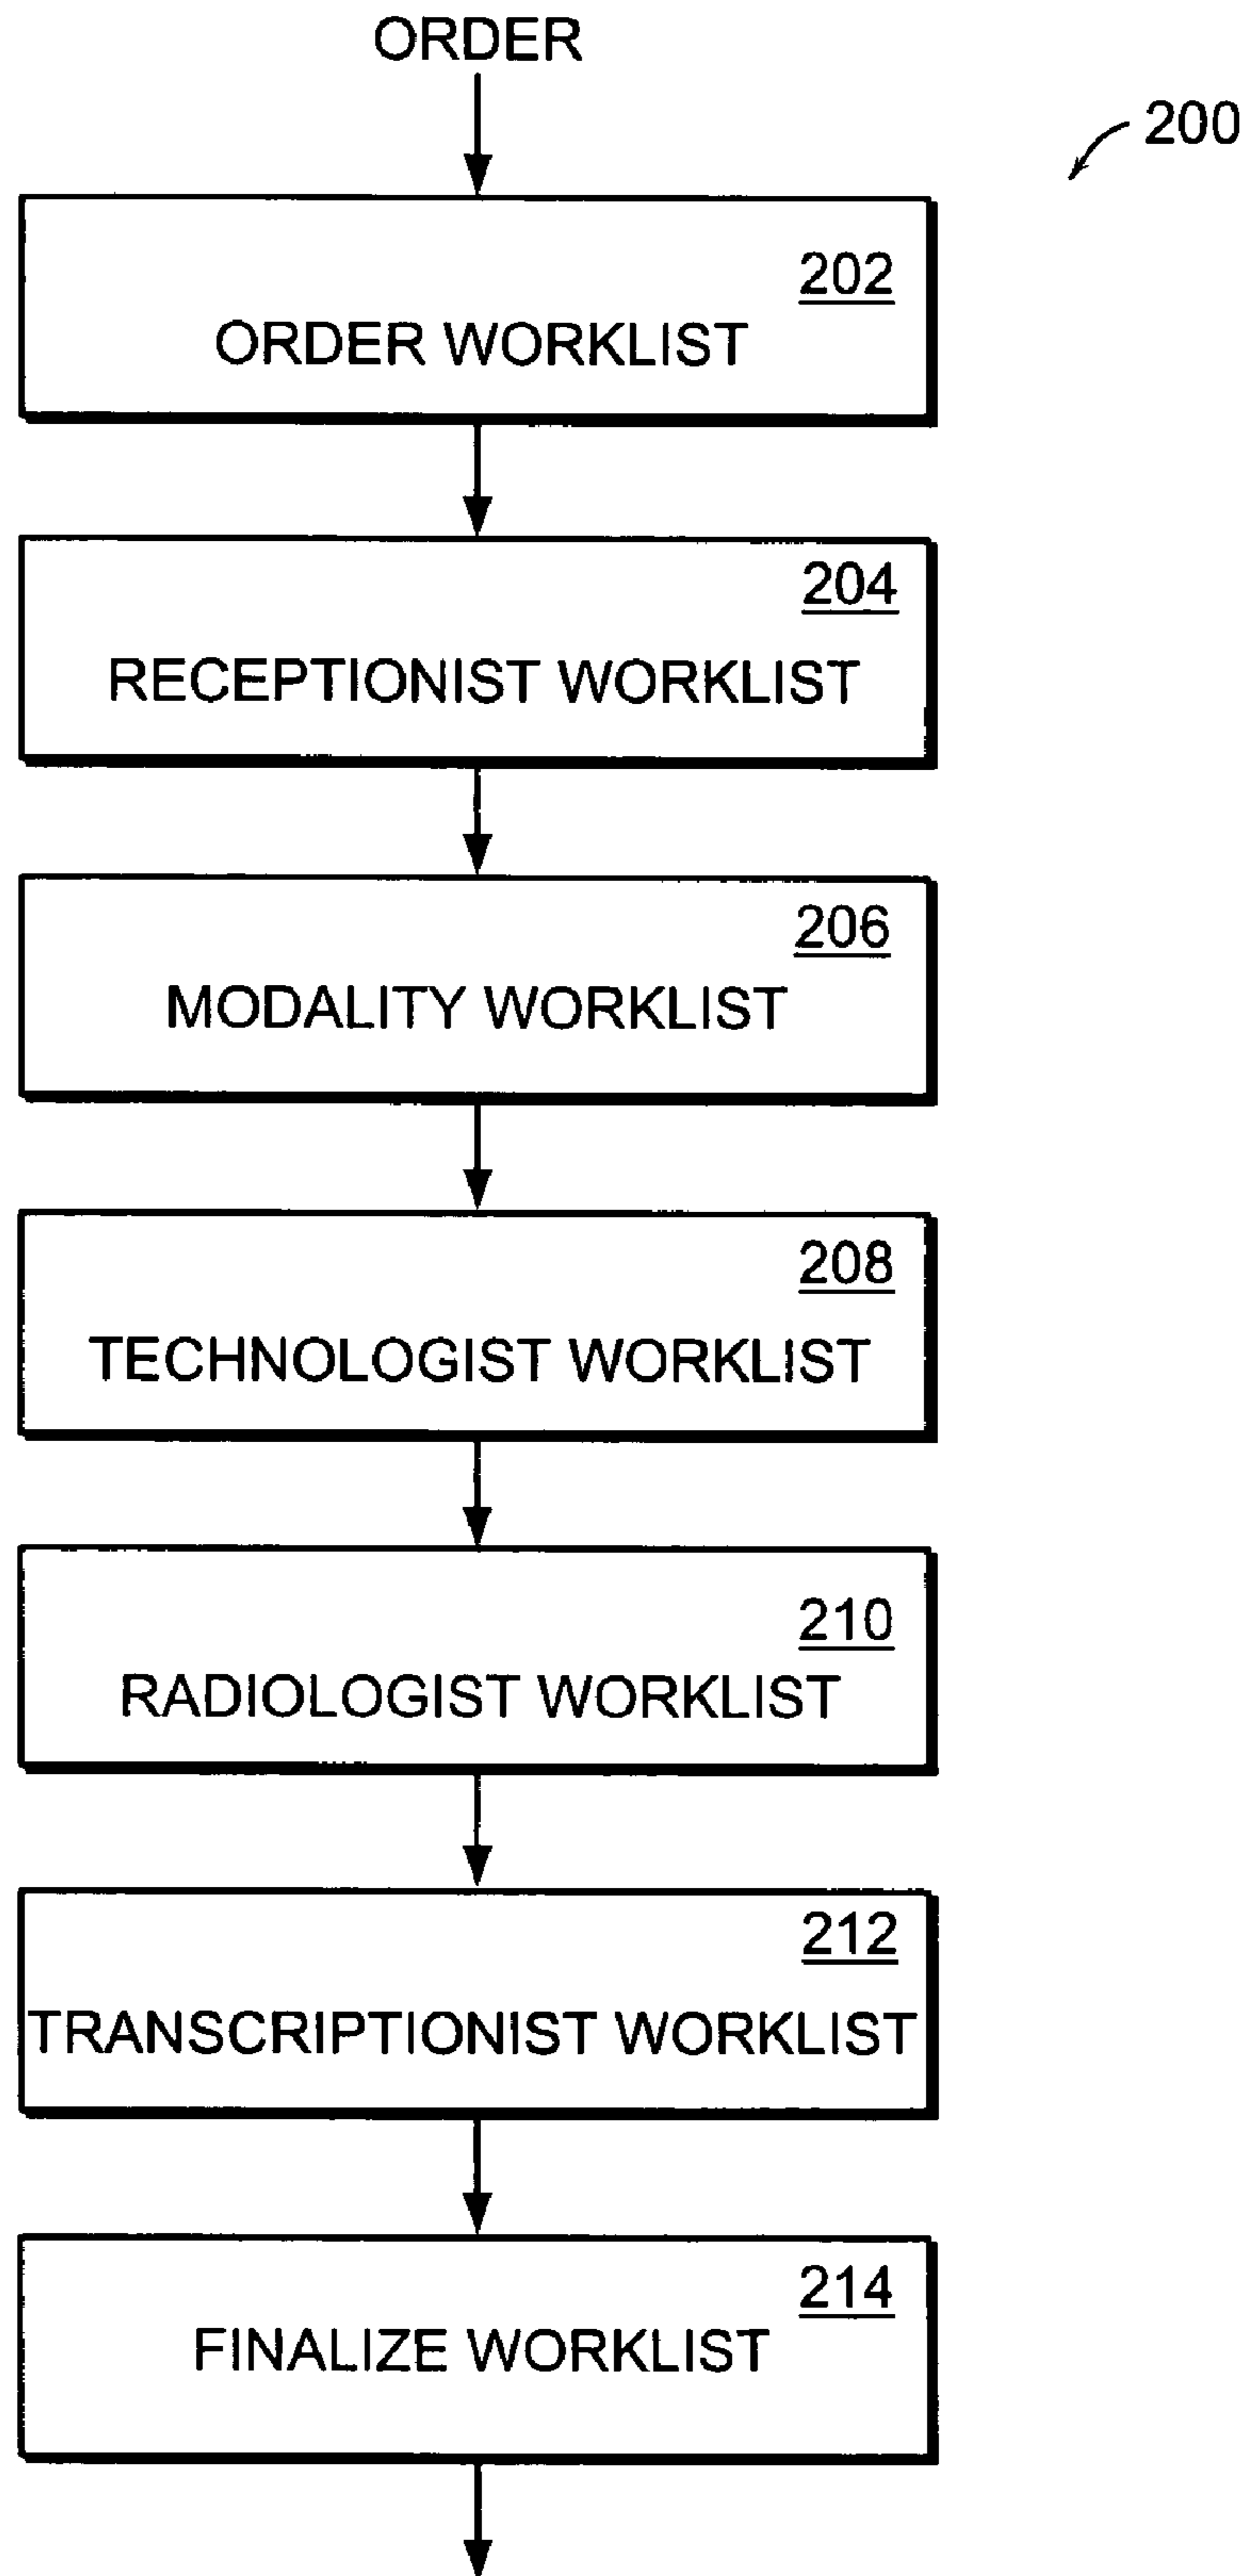 ORDER
200
202
ORDER WORKLIST
204
RECEPTIONIST WORKLIST
206
MODALITY WORKLIST
208
TECHNOLOGIST WORKLIST
210
RADIOLOGIST WORKLIST
212
TRANSCRIPTIONIST WORKLIST
214
FINALIZE WORKLIST